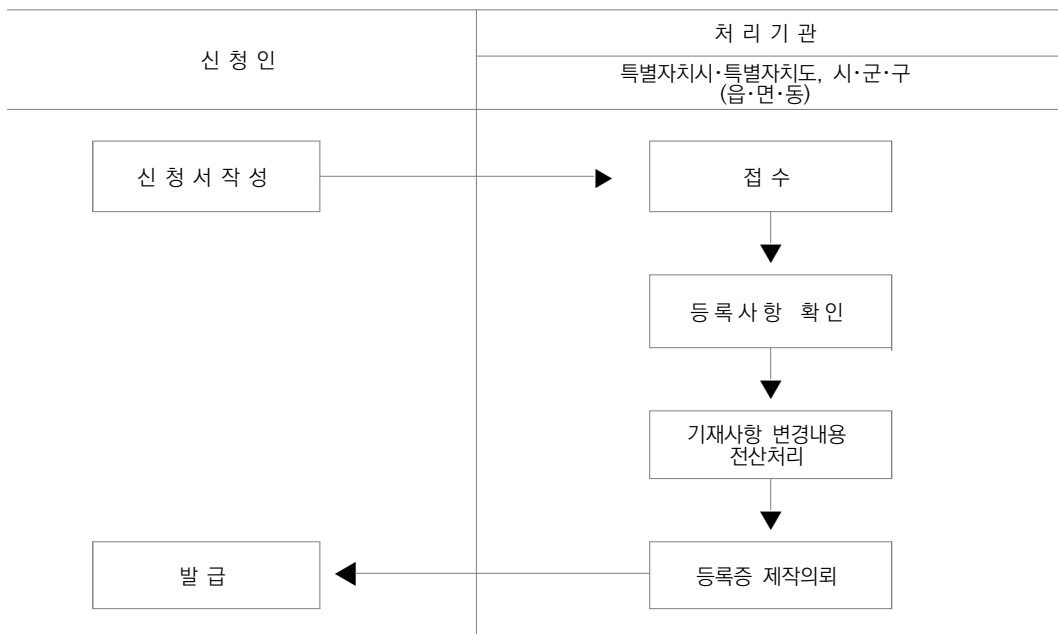 신 청 인
처 리 기 관
특별자치시·특별자치도, 시·군·구
(읍·면·동)
신 청 서 작 성
접 수
등 록 사 항 확 인
기재사항 변경내용
전산처리
발 급
등록증 제작의뢰